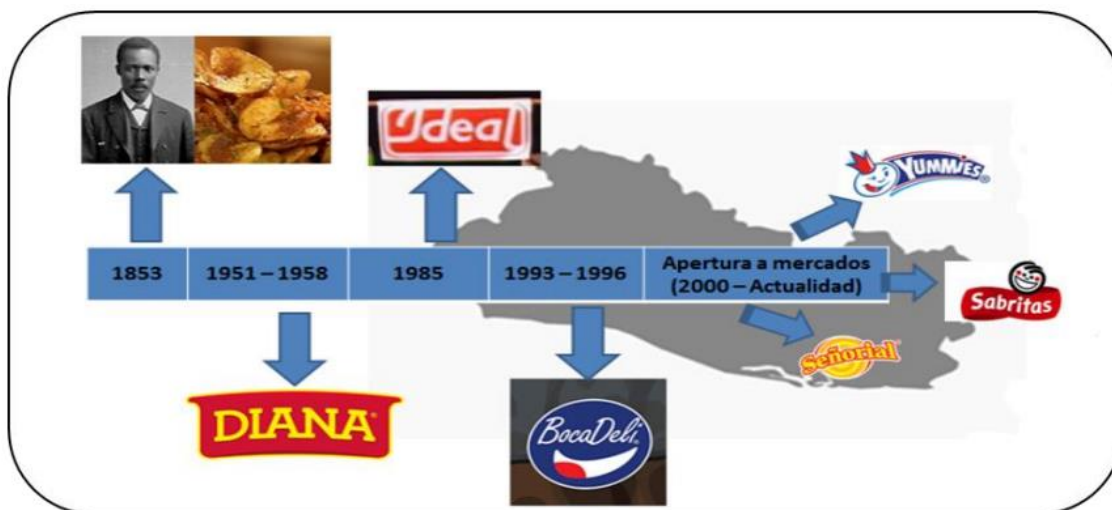 Ydeal
YUMMIES®
1853
1951 – 1958
1985
1993 – 1996
Apertura a mercados
(2000 – Actualidad)
Sabritas
Señorial
DIANA®
BocaDeli